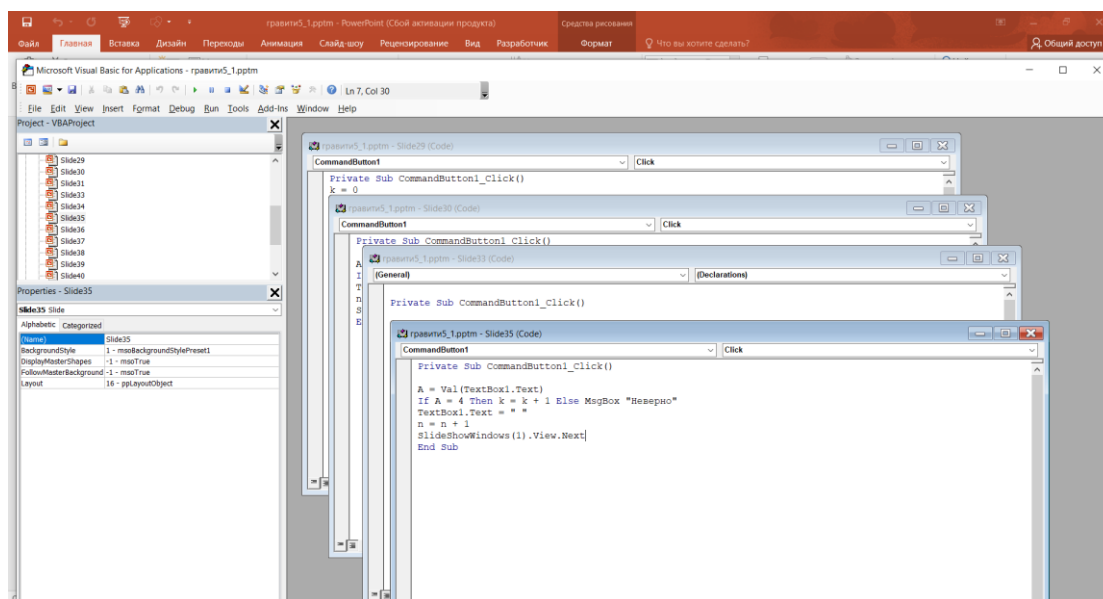 гравити5_1.pptm - PowerPoint (Сбой активации продукта)
Средства рисования
Файл Главная Вставка Дизайн Переходы Анимация Слайд-шоу Рецензирование Вид Разработчик Формат Что вы хотите сделать? Общий доступ
Microsoft Visual Basic for Applications - гравити5_1.pptm
Ln 7, Col 30
File Edit View Insert Format Debug Run Tools Add-Ins Window Help
Project - VBAProject
Slide29
Slide30
Slide31
Slide33
Slide34
Slide35
Slide36
Slide37
Slide38
Slide39
Slide40
Properties - Slide35
Slide35 Slide
Alphabetic Categorized
(Name) Slide35
BackgroundStyle 1 - msoBackgroundStylePreset1
DisplayMasterShapes -1 - msoTrue
FollowMasterBackground -1 - msoTrue
Layout 16 - ppLayoutObject
гравити5_1.pptm - Slide29 (Code)
CommandButton1 Click
Private Sub CommandButton1_Click()
k = 0
гравити5_1.pptm - Slide30 (Code)
CommandButton1 Click
Private Sub CommandButton1_Click()
A
I
T
n
S
E
гравити5_1.pptm - Slide33 (Code)
(General) (Declarations)
Private Sub CommandButton1_Click()
гравити5_1.pptm - Slide35 (Code)
CommandButton1 Click
Private Sub CommandButton1_Click()
A = Val(TextBox1.Text)
If A = 4 Then k = k + 1 Else MsgBox "Неверно"
TextBox1.Text = " "
n = n + 1
SlideShowWindows(1).View.Next
End Sub